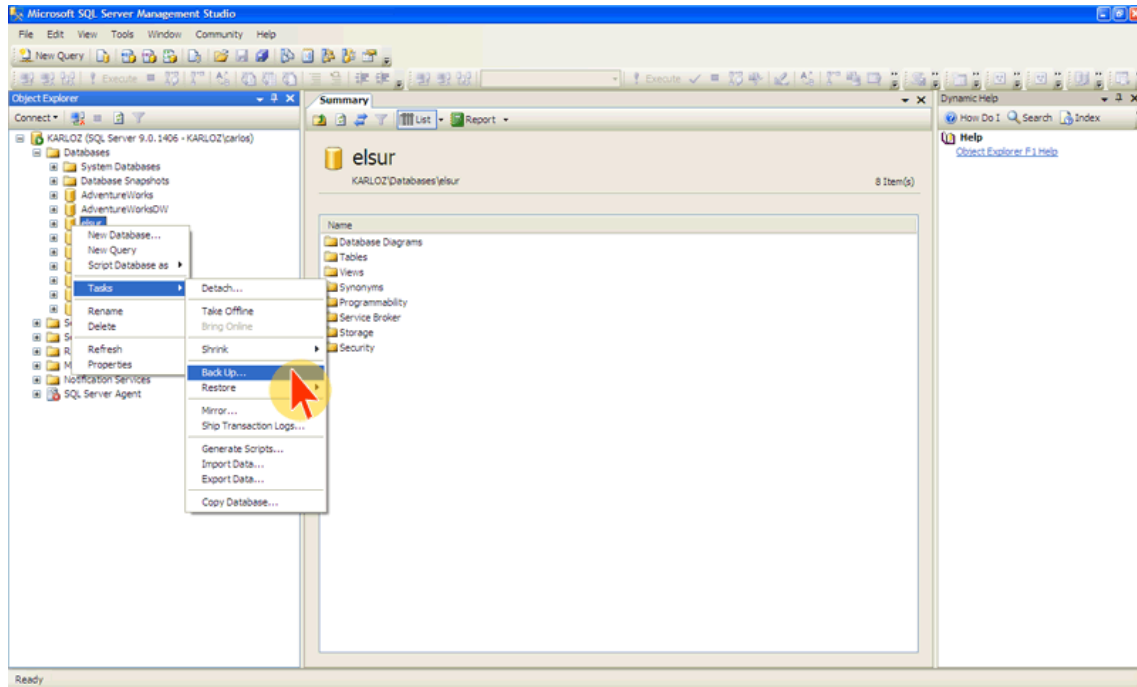 Microsoft SQL Server Management Studio
File Edit View Tools Window Community Help
New Query
Execute
Execute
Object Explorer
Connect
KARLOZ (SQL Server 9.0.1406 - KARLOZ\carlos)
Databases
System Databases
Database Snapshots
AdventureWorks
AdventureWorksDW
elsur
New Database...
New Query
Script Database as
Tasks
Rename
Delete
Refresh
Properties
S
S
R
M
Notification Services
SQL Server Agent
Detach...
Take Offline
Bring Online
Shrink
Back Up...
Restore
Mirror...
Ship Transaction Logs...
Generate Scripts...
Import Data...
Export Data...
Copy Database...
Summary
List Report
elsur
KARLOZ\Databases\elsur 8 Item(s)
Name
Database Diagrams
Tables
Views
Synonyms
Programmability
Service Broker
Storage
Security
Dynamic Help
How Do I Search Index
Help
Object Explorer F1 Help
Ready